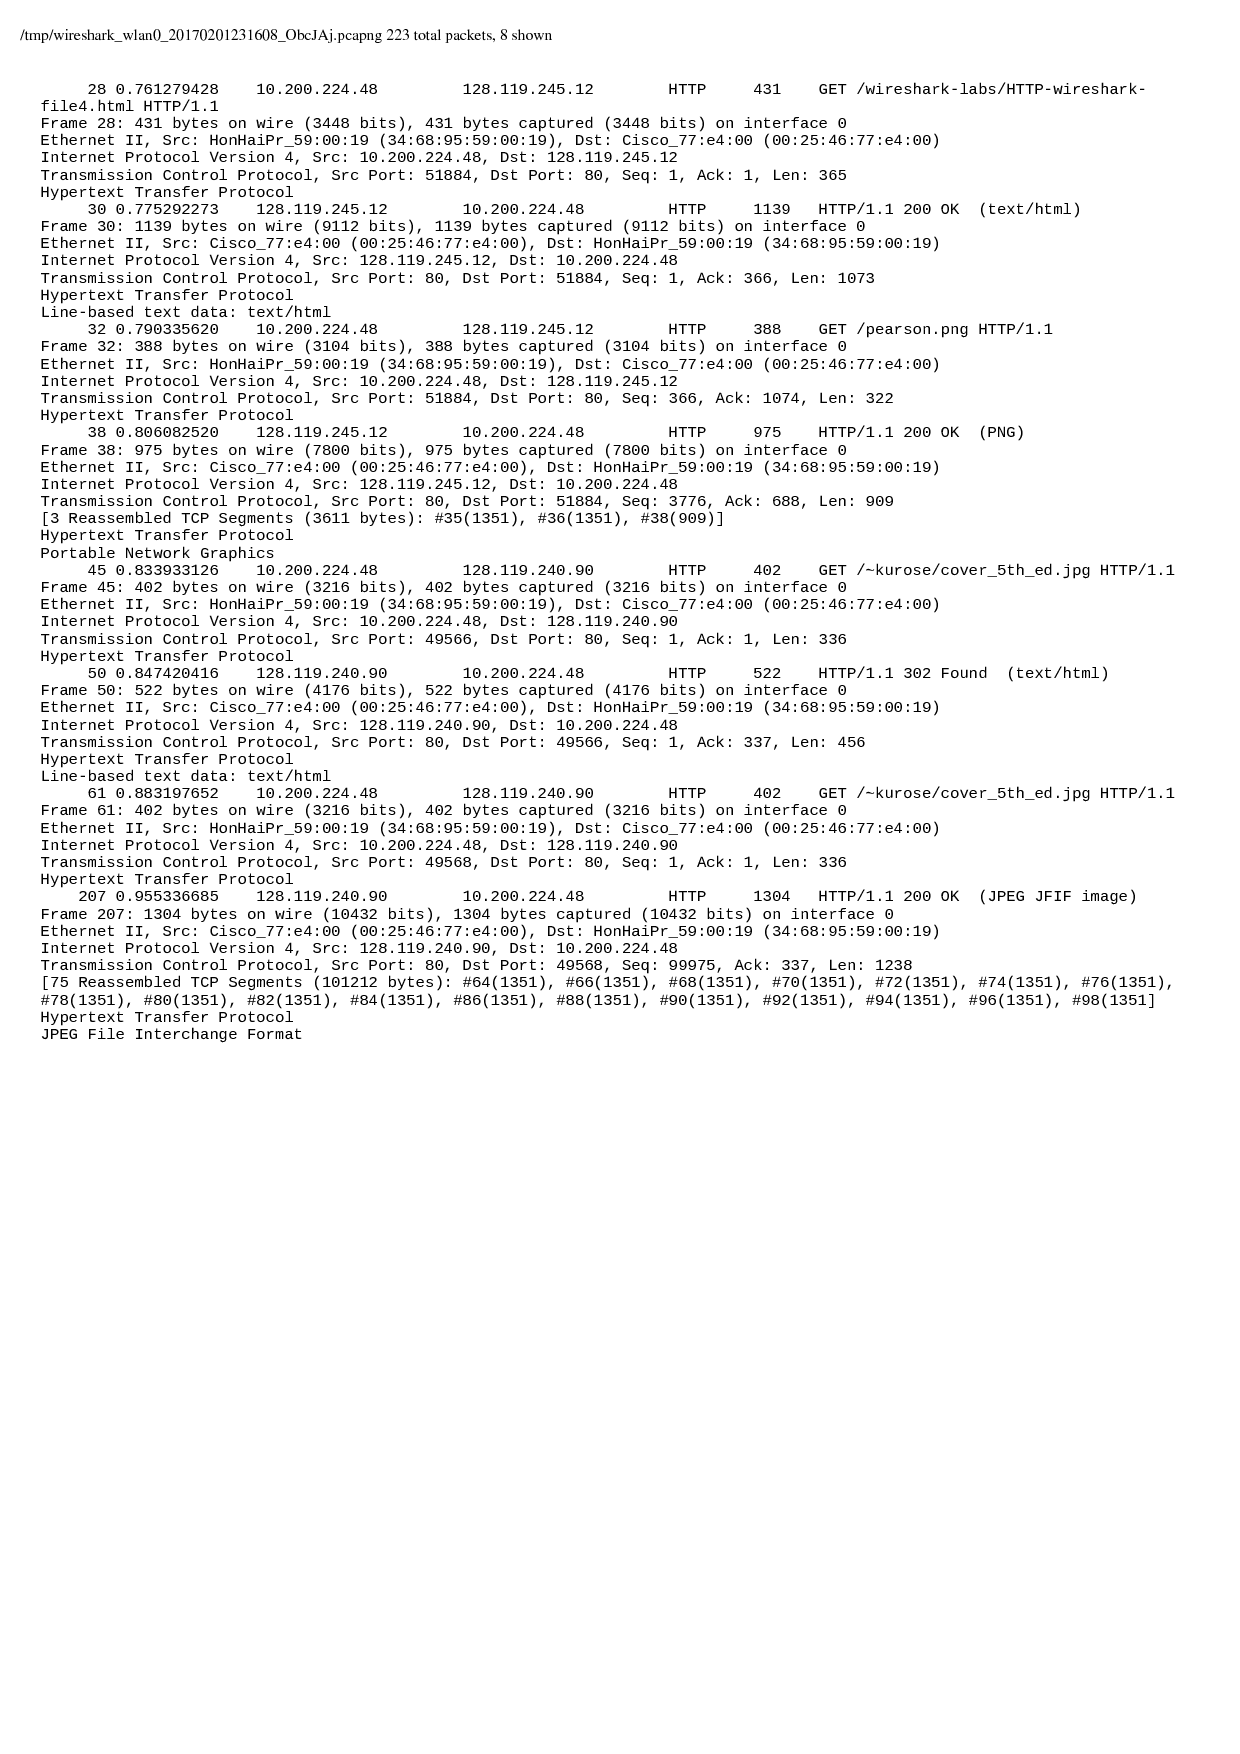 /tmp/wireshark_wlan0_20170201231608_ObcJAj.pcapng 223 total packets, 8 shown
28 0.761279428 10.200.224.48 128.119.245.12 HTTP 431 GET /wireshark-labs/HTTP-wireshark-
file4.html HTTP/1.1
Frame 28: 431 bytes on wire (3448 bits), 431 bytes captured (3448 bits) on interface 0
Ethernet II, Src: HonHaiPr_59:00:19 (34:68:95:59:00:19), Dst: Cisco_77:e4:00 (00:25:46:77:e4:00)
Internet Protocol Version 4, Src: 10.200.224.48, Dst: 128.119.245.12
Transmission Control Protocol, Src Port: 51884, Dst Port: 80, Seq: 1, Ack: 1, Len: 365
Hypertext Transfer Protocol
30 0.775292273 128.119.245.12 10.200.224.48 HTTP 1139 HTTP/1.1 200 OK (text/html)
Frame 30: 1139 bytes on wire (9112 bits), 1139 bytes captured (9112 bits) on interface 0
Ethernet II, Src: Cisco_77:e4:00 (00:25:46:77:e4:00), Dst: HonHaiPr_59:00:19 (34:68:95:59:00:19)
Internet Protocol Version 4, Src: 128.119.245.12, Dst: 10.200.224.48
Transmission Control Protocol, Src Port: 80, Dst Port: 51884, Seq: 1, Ack: 366, Len: 1073
Hypertext Transfer Protocol
Line-based text data: text/html
32 0.790335620 10.200.224.48 128.119.245.12 HTTP 388 GET /pearson.png HTTP/1.1
Frame 32: 388 bytes on wire (3104 bits), 388 bytes captured (3104 bits) on interface 0
Ethernet II, Src: HonHaiPr_59:00:19 (34:68:95:59:00:19), Dst: Cisco_77:e4:00 (00:25:46:77:e4:00)
Internet Protocol Version 4, Src: 10.200.224.48, Dst: 128.119.245.12
Transmission Control Protocol, Src Port: 51884, Dst Port: 80, Seq: 366, Ack: 1074, Len: 322
Hypertext Transfer Protocol
38 0.806082520 128.119.245.12 10.200.224.48 HTTP 975 HTTP/1.1 200 OK (PNG)
Frame 38: 975 bytes on wire (7800 bits), 975 bytes captured (7800 bits) on interface 0
Ethernet II, Src: Cisco_77:e4:00 (00:25:46:77:e4:00), Dst: HonHaiPr_59:00:19 (34:68:95:59:00:19)
Internet Protocol Version 4, Src: 128.119.245.12, Dst: 10.200.224.48
Transmission Control Protocol, Src Port: 80, Dst Port: 51884, Seq: 3776, Ack: 688, Len: 909
[3 Reassembled TCP Segments (3611 bytes): #35(1351), #36(1351), #38(909)]
Hypertext Transfer Protocol
Portable Network Graphics
45 0.833933126 10.200.224.48 128.119.240.90 HTTP 402 GET /~kurose/cover_5th_ed.jpg HTTP/1.1
Frame 45: 402 bytes on wire (3216 bits), 402 bytes captured (3216 bits) on interface 0
Ethernet II, Src: HonHaiPr_59:00:19 (34:68:95:59:00:19), Dst: Cisco_77:e4:00 (00:25:46:77:e4:00)
Internet Protocol Version 4, Src: 10.200.224.48, Dst: 128.119.240.90
Transmission Control Protocol, Src Port: 49566, Dst Port: 80, Seq: 1, Ack: 1, Len: 336
Hypertext Transfer Protocol
50 0.847420416 128.119.240.90 10.200.224.48 HTTP 522 HTTP/1.1 302 Found (text/html)
Frame 50: 522 bytes on wire (4176 bits), 522 bytes captured (4176 bits) on interface 0
Ethernet II, Src: Cisco_77:e4:00 (00:25:46:77:e4:00), Dst: HonHaiPr_59:00:19 (34:68:95:59:00:19)
Internet Protocol Version 4, Src: 128.119.240.90, Dst: 10.200.224.48
Transmission Control Protocol, Src Port: 80, Dst Port: 49566, Seq: 1, Ack: 337, Len: 456
Hypertext Transfer Protocol
Line-based text data: text/html
61 0.883197652 10.200.224.48 128.119.240.90 HTTP 402 GET /~kurose/cover_5th_ed.jpg HTTP/1.1
Frame 61: 402 bytes on wire (3216 bits), 402 bytes captured (3216 bits) on interface 0
Ethernet II, Src: HonHaiPr_59:00:19 (34:68:95:59:00:19), Dst: Cisco_77:e4:00 (00:25:46:77:e4:00)
Internet Protocol Version 4, Src: 10.200.224.48, Dst: 128.119.240.90
Transmission Control Protocol, Src Port: 49568, Dst Port: 80, Seq: 1, Ack: 1, Len: 336
Hypertext Transfer Protocol
207 0.955336685 128.119.240.90 10.200.224.48 HTTP 1304 HTTP/1.1 200 OK (JPEG JFIF image)
Frame 207: 1304 bytes on wire (10432 bits), 1304 bytes captured (10432 bits) on interface 0
Ethernet II, Src: Cisco_77:e4:00 (00:25:46:77:e4:00), Dst: HonHaiPr_59:00:19 (34:68:95:59:00:19)
Internet Protocol Version 4, Src: 128.119.240.90, Dst: 10.200.224.48
Transmission Control Protocol, Src Port: 80, Dst Port: 49568, Seq: 99975, Ack: 337, Len: 1238
[75 Reassembled TCP Segments (101212 bytes): #64(1351), #66(1351), #68(1351), #70(1351), #72(1351), #74(1351), #76(1351),
#78(1351), #80(1351), #82(1351), #84(1351), #86(1351), #88(1351), #90(1351), #92(1351), #94(1351), #96(1351), #98(1351]
Hypertext Transfer Protocol
JPEG File Interchange Format